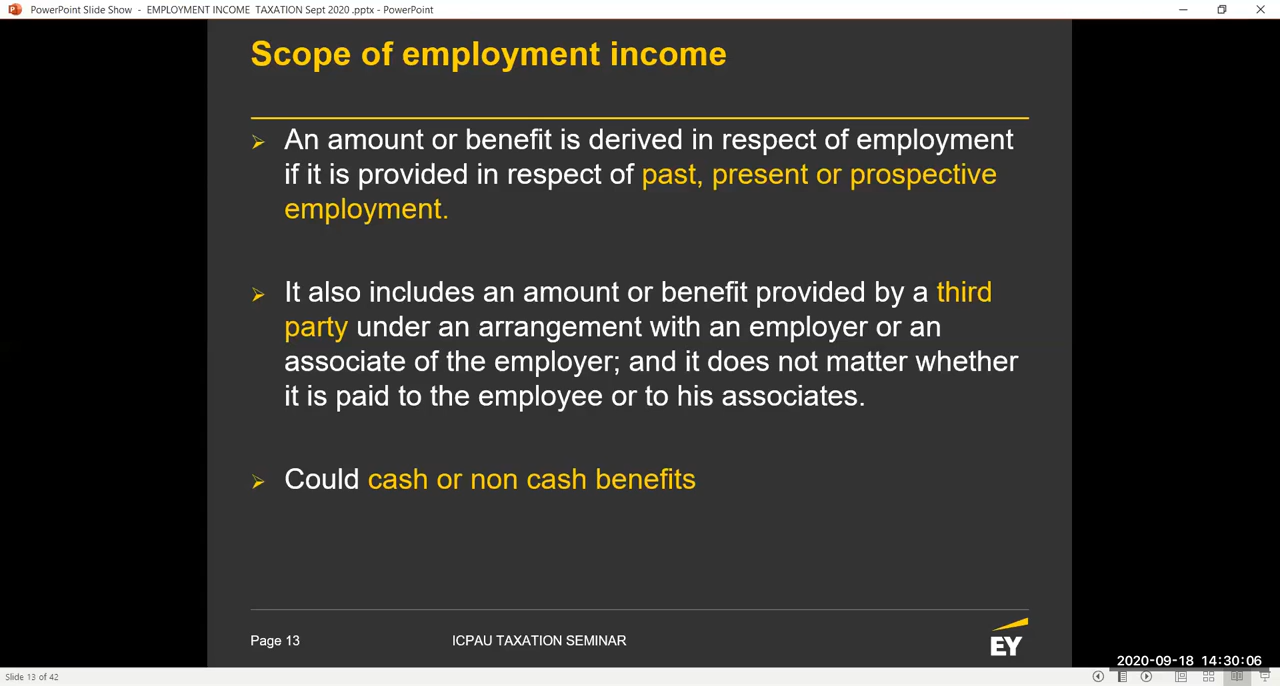 PowerPoint Slide Show - EMPLOYMENT INCOME TAXATION Sept 2020 .pptx - PowerPoint
Scope of employment income
An amount or benefit is derived in respect of employment
if it is provided in respect of past, present or prospective
employment.
It also includes an amount or benefit provided by a third
party under an arrangement with an employer or an
associate of the employer; and it does not matter whether
it is paid to the employee or to his associates.
Could cash or non cash benefits
Page 13
ICPAU TAXATION SEMINAR
EY
2020-09-18 14:30:06
Slide 13 of 42